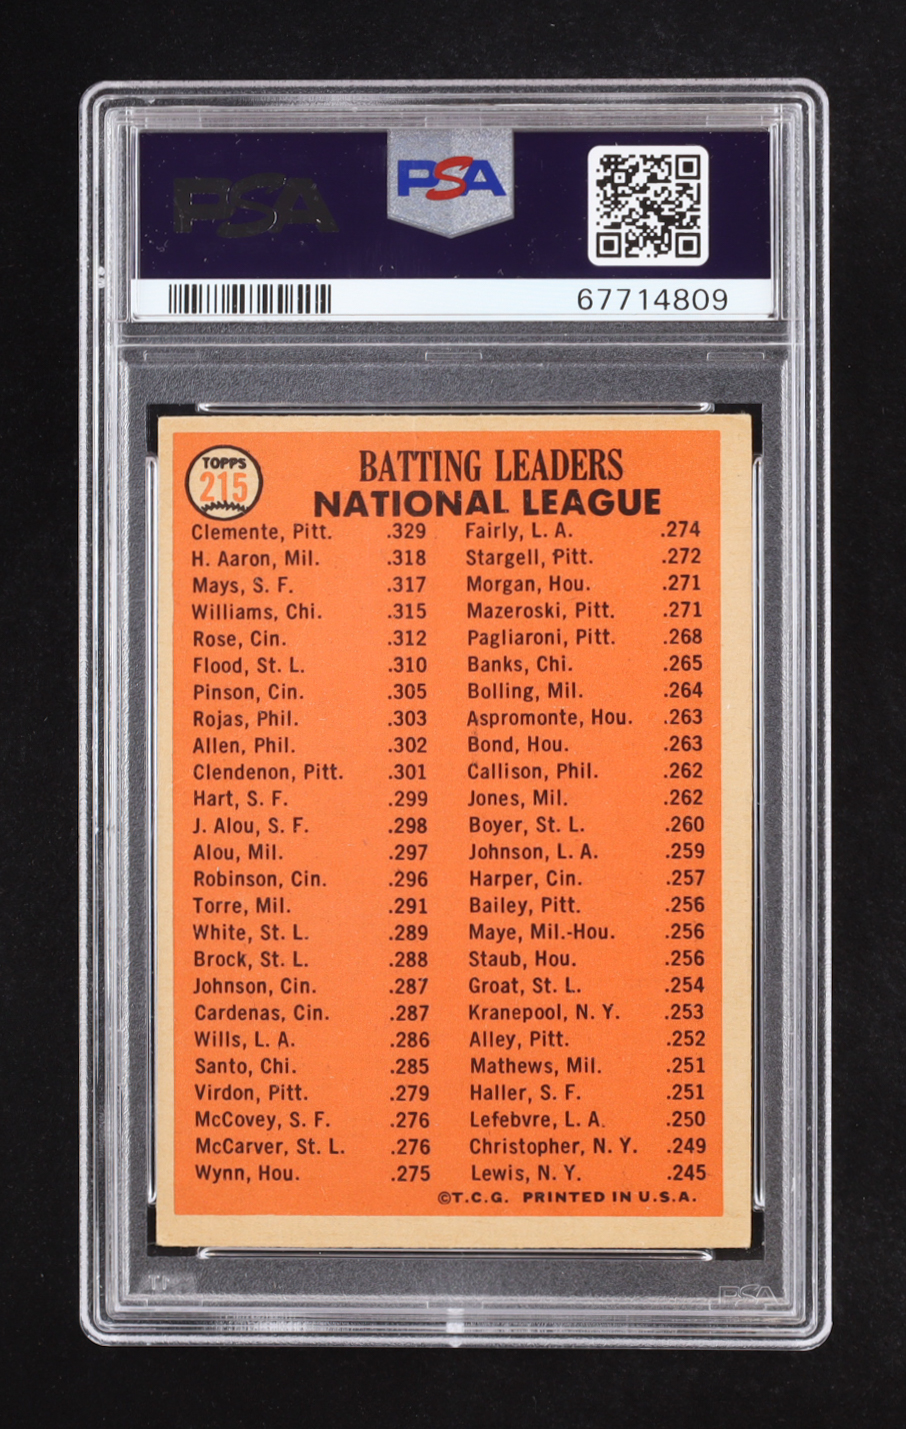 PSA
PSA
67714809
TOPPS
215
BATTING LEADERS
NATIONAL LEAGUE
Clemente, Pitt. .329
H. Aaron, Mil. .318
Mays, S. F. .317
Williams, Chi. .315
Rose, Cin. .312
Flood, St. L. .310
Pinson, Cin. .305
Rojas, Phil. .303
Allen, Phil. .302
Clendenon, Pitt. .301
Hart, S. F. .299
J. Alou, S. F. .298
Alou, Mil. .297
Robinson, Cin. .296
Torre, Mil. .291
White, St. L. .289
Brock, St. L. .288
Johnson, Cin. .287
Cardenas, Cin. .287
Wills, L. A. .286
Santo, Chi. .285
Virdon, Pitt. .279
McCovey, S. F. .276
McCarver, St. L. .276
Wynn, Hou. .275
Fairly, L. A. .274
Stargell, Pitt. .272
Morgan, Hou. .271
Mazeroski, Pitt. .271
Pagliaroni, Pitt. .268
Banks, Chi. .265
Bolling, Mil. .264
Aspromonte, Hou. .263
Bond, Hou. .263
Callison, Phil. .262
Jones, Mil. .262
Boyer, St. L. .260
Johnson, L. A. .259
Harper, Cin. .257
Bailey, Pitt. .256
Maye, Mil.-Hou. .256
Staub, Hou. .256
Groat, St. L. .254
Kranepool, N. Y. .253
Alley, Pitt. .252
Mathews, Mil. .251
Haller, S. F. .251
Lefebvre, L. A. .250
Christopher, N. Y. .249
Lewis, N. Y. .245
©T.C.G. PRINTED IN U.S.A.
PSA